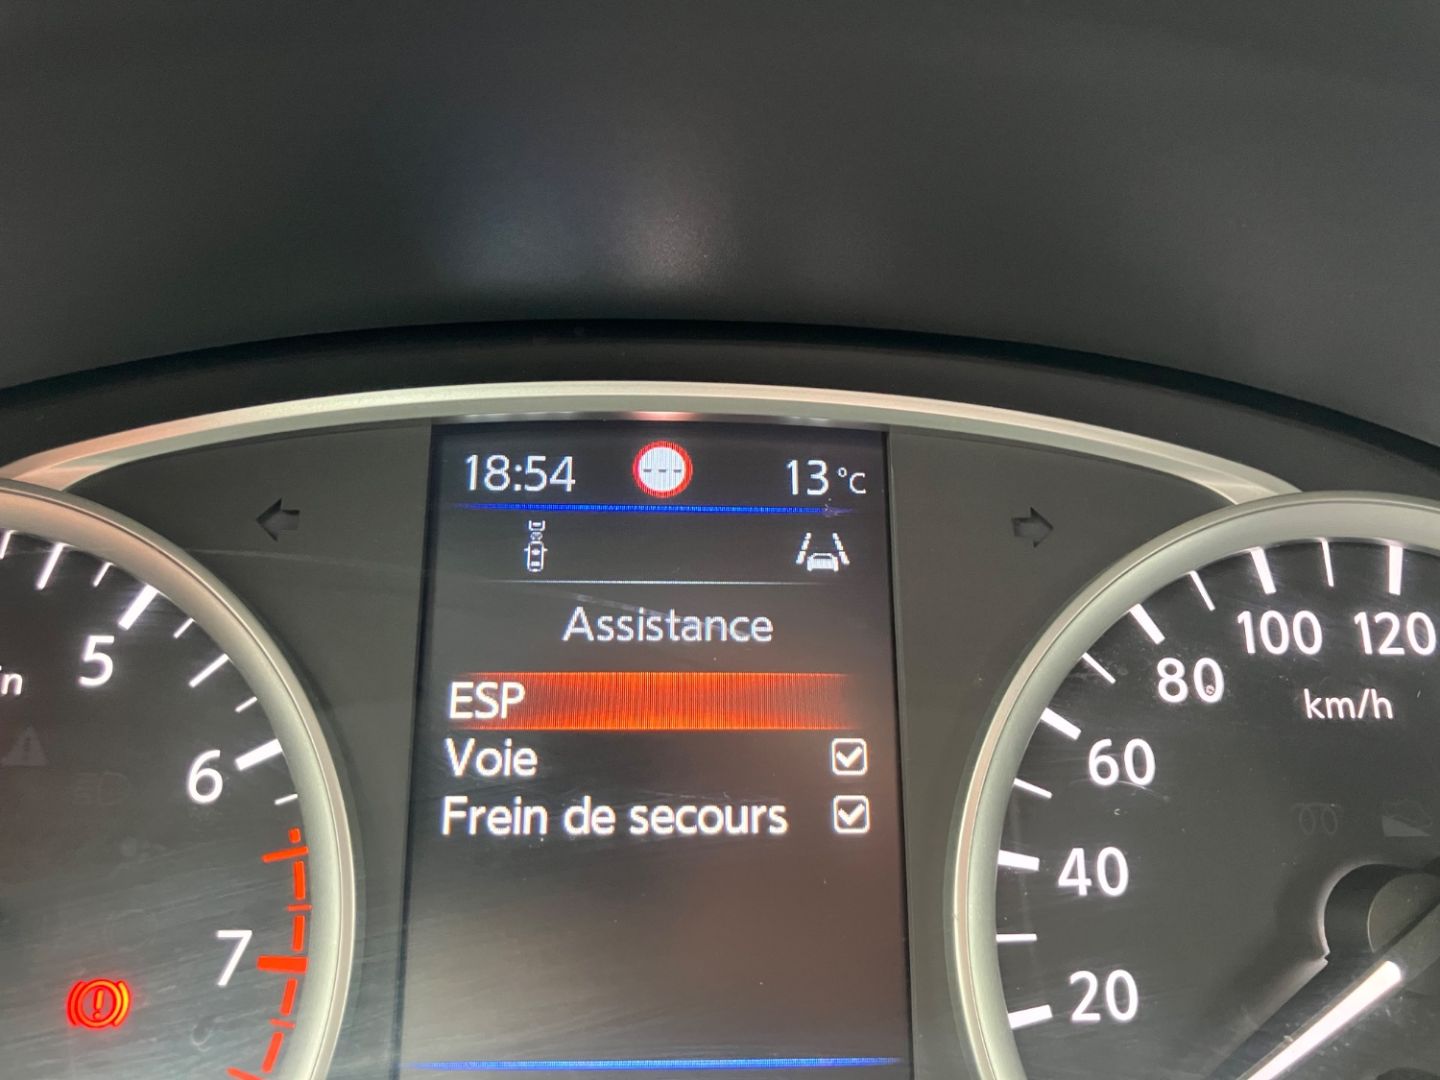 18:54 --- 13 °C
Assistance
ESP
Voie
Frein de secours
5
6
7
20
40
60
80
100
120
km/h